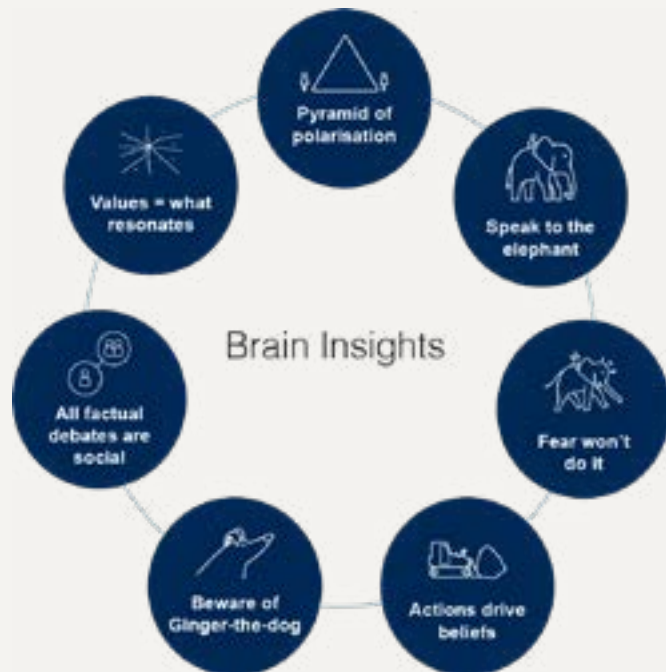 Pyramid of
polarisation
Speak to the
elephant
Fear won't
do it
Actions drive
beliefs
Beware of
Ginger-the-dog
All factual
debates are
social
Values = what
resonates
Brain Insights